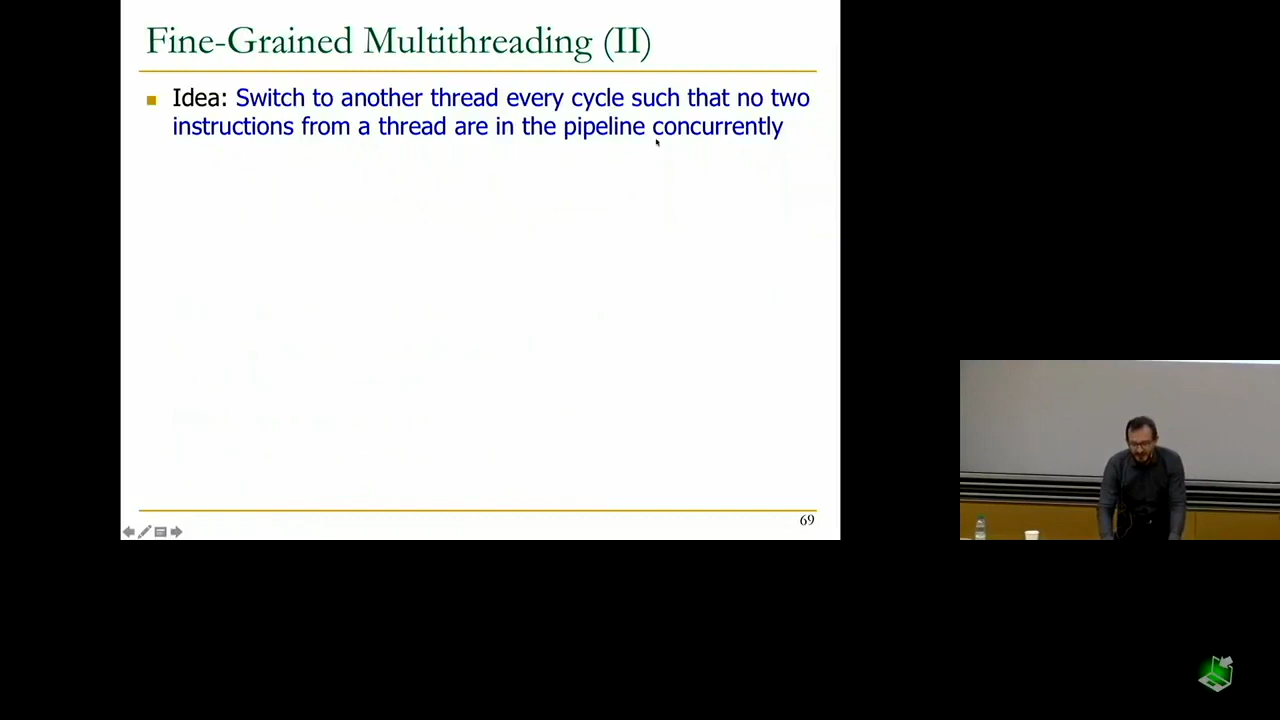 Fine-Grained Multithreading (II)
Idea: Switch to another thread every cycle such that no two
instructions from a thread are in the pipeline concurrently
69